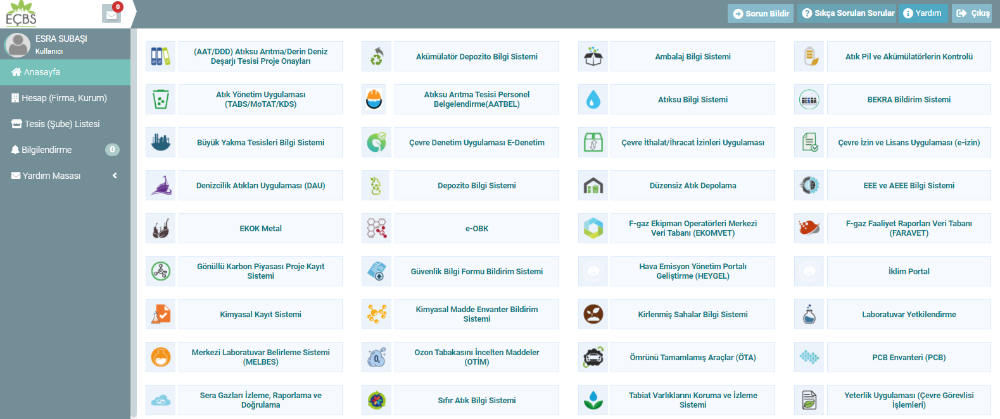 EÇBS
0
Sorun Bildir
Sıkça Sorulan Sorular
Yardım
Çıkış
ESRA SUBAŞI
Kullanıcı
Anasayfa
Hesap (Firma, Kurum)
Tesis (Şube) Listesi
Bilgilendirme
0
Yardım Masası
(AAT/DDD) Atıksu Arıtma/Derin Deniz
Deşarjı Tesisi Proje Onayları
Akümülatör Depozito Bilgi Sistemi
Ambalaj Bilgi Sistemi
Atık Pil ve Akümülatörlerin Kontrolü
Atık Yönetim Uygulaması
(TABS/MoTAT/KDS)
Atıksu Arıtma Tesisi Personel
Belgelendirme(AATBEL)
Atıksu Bilgi Sistemi
BEKRA
BEKRA Bildirim Sistemi
Büyük Yakma Tesisleri Bilgi Sistemi
Çevre Denetim Uygulaması E-Denetim
Çevre İthalat/İhracat İzinleri Uygulaması
Çevre İzin ve Lisans Uygulaması (e-izin)
Denizcilik Atıkları Uygulaması (DAU)
Depozito Bilgi Sistemi
Düzensiz Atık Depolama
EEE ve AEEE Bilgi Sistemi
EKOK Metal
e-OBK
F-gaz Ekipman Operatörleri Merkezi
Veri Tabanı (EKOMVET)
F-gaz Faaliyet Raporları Veri Tabanı
(FARAVET)
Gönüllü Karbon Piyasası Proje Kayıt
Sistemi
Güvenlik Bilgi Formu Bildirim Sistemi
Hava Emisyon Yönetim Portalı
Geliştirme (HEYGEL)
İklim Portal
Kimyasal Kayıt Sistemi
Kimyasal Madde Envanter Bildirim
Sistemi
Kirlenmiş Sahalar Bilgi Sistemi
Laboratuvar Yetkilendirme
Merkezi Laboratuvar Belirleme Sistemi
(MELBES)
O₃
Ozon Tabakasını İncelten Maddeler
(OTİM)
Ömrünü Tamamlamış Araçlar (ÖTA)
PCB Envanteri (PCB)
Sera Gazları İzleme, Raporlama ve
Doğrulama
Sıfır Atık Bilgi Sistemi
Tabiat Varlıklarını Koruma ve İzleme
Sistemi
Yeterlik Uygulaması (Çevre Görevlisi
İşlemleri)